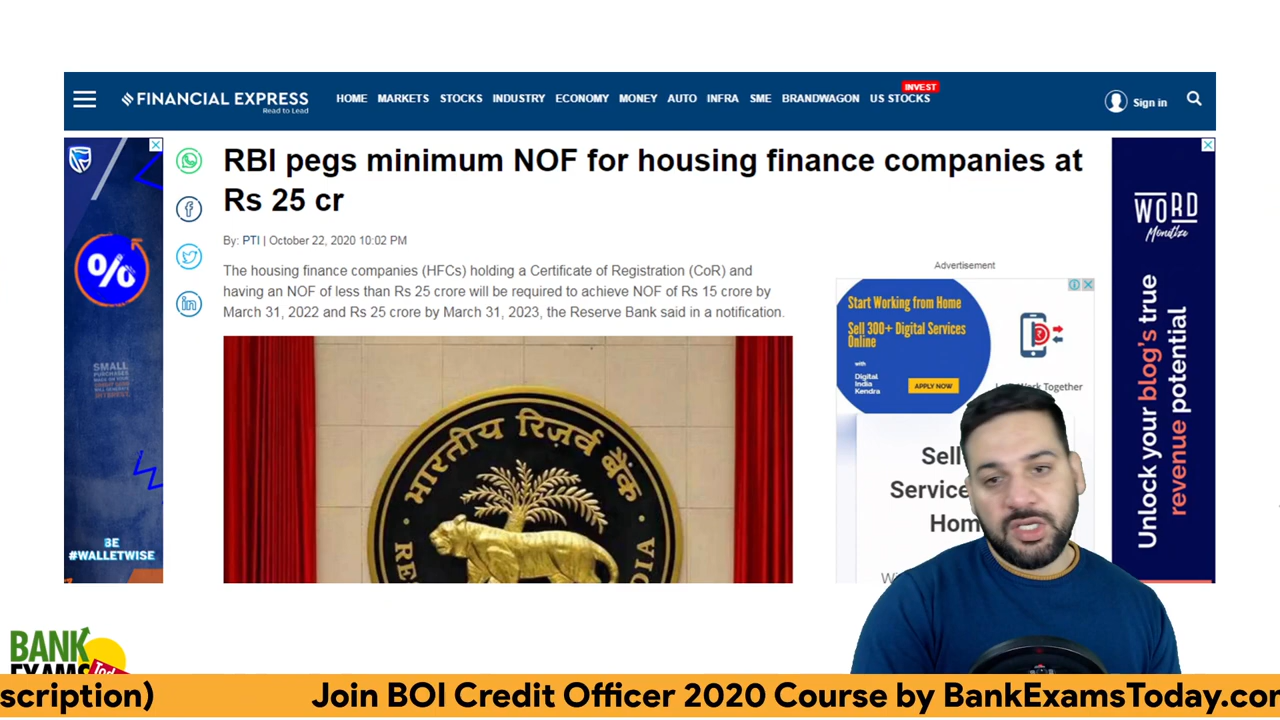 FINANCIAL EXPRESS
Read to Lead
HOME MARKETS STOCKS INDUSTRY ECONOMY MONEY AUTO INFRA SME BRANDWAGON US STOCKS
INVEST
Sign in
RBI pegs minimum NOF for housing finance companies at
Rs 25 cr
By: PTI | October 22, 2020 10:02 PM
The housing finance companies (HFCs) holding a Certificate of Registration (CoR) and
having an NOF of less than Rs 25 crore will be required to achieve NOF of Rs 15 crore by
March 31, 2022 and Rs 25 crore by March 31, 2023, the Reserve Bank said in a notification.
भारतीय रिज़र्व बैंक
%
SMALL
PURCHASES
BE
#WALLETWISE
Advertisement
Start Working from Home
Sell 300+ Digital Services
Online
with
Digital
India
Kendra
APPLY NOW
Work Together
Sell
Service
Hom
WORD
Monetize
Unlock your blog's true
revenue potential
BANK
EXAMS
Tod
scription)
Join BOI Credit Officer 2020 Course by BankExamsToday.com